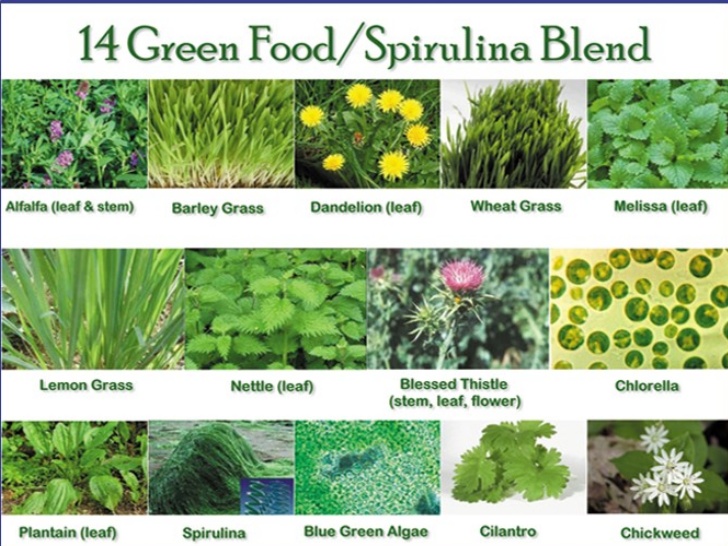 14 Green Food/Spirulina Blend
Alfalfa (leaf & stem)
Barley Grass
Dandelion (leaf)
Wheat Grass
Melissa (leaf)
Lemon Grass
Nettle (leaf)
Blessed Thistle
(stem, leaf, flower)
Chlorella
Plantain (leaf)
Spirulina
Blue Green Algae
Cilantro
Chickweed